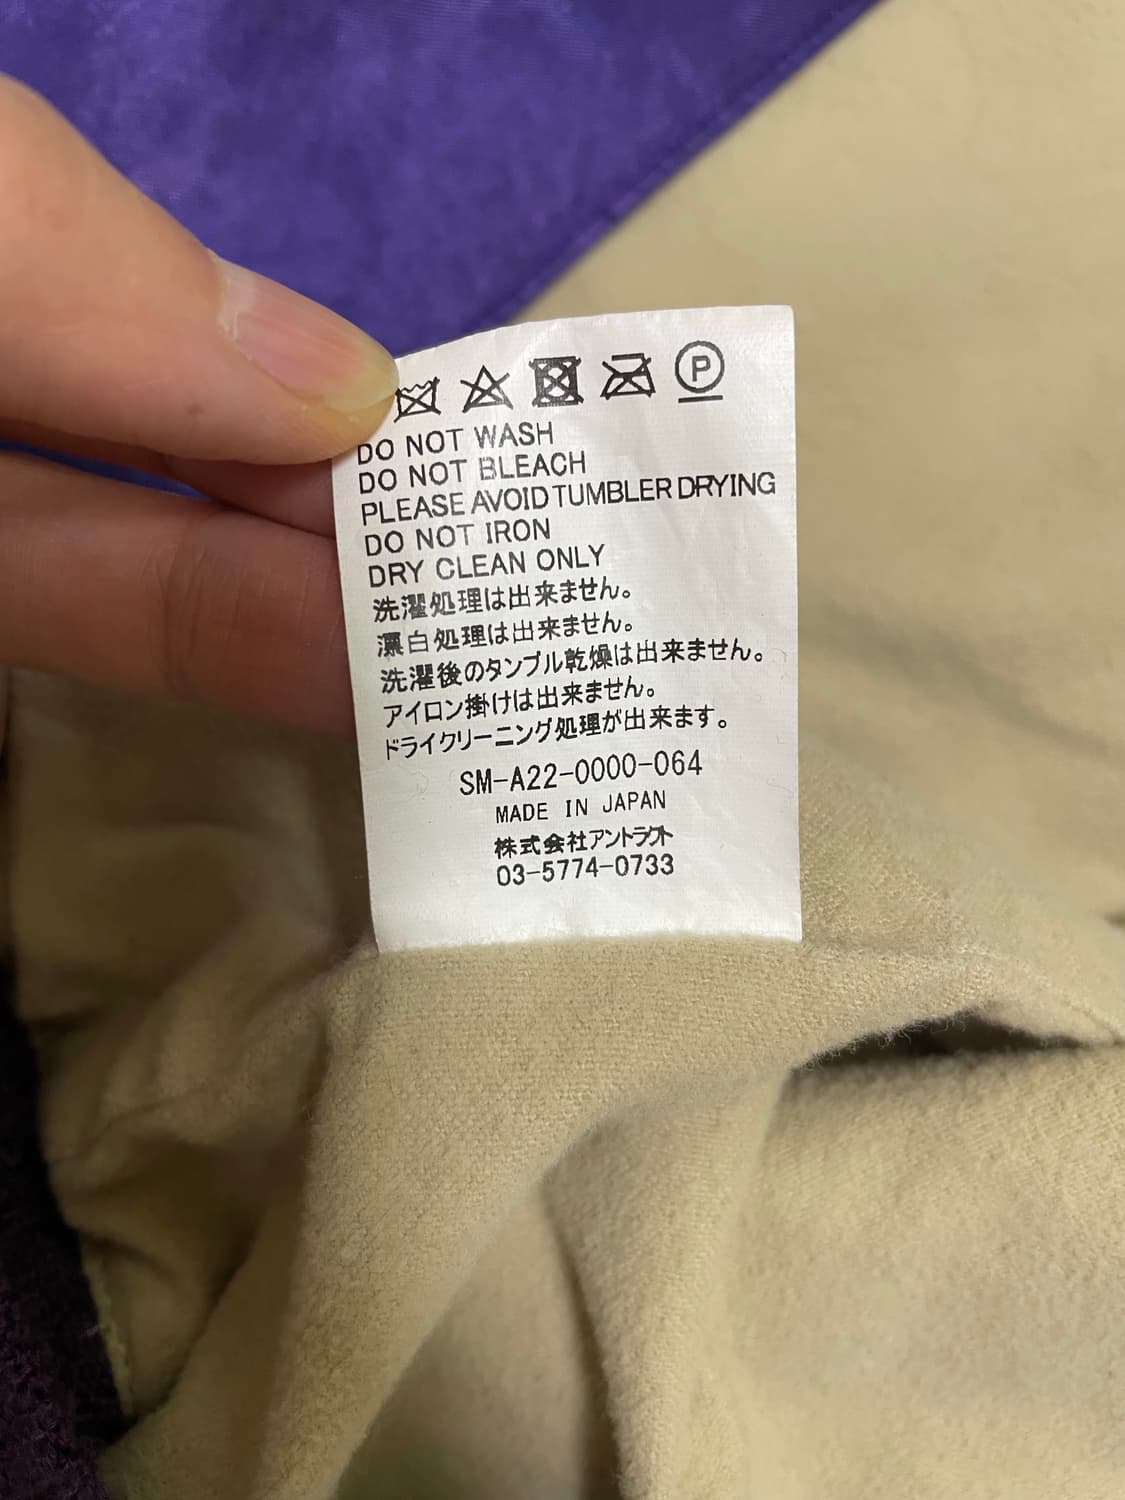 P
DO NOT WASH
DO NOT BLEACH
PLEASE AVOID TUMBLER DRYING
DO NOT IRON
DRY CLEAN ONLY
洗濯処理は出来ません。
漂白処理は出来ません。
洗濯後のタンブル乾燥は出来ません。
アイロン掛けは出来ません。
ドライクリーニング処理が出来ます。
SM-A22-0000-064
MADE IN JAPAN
株式会社アントラクト
03-5774-0733